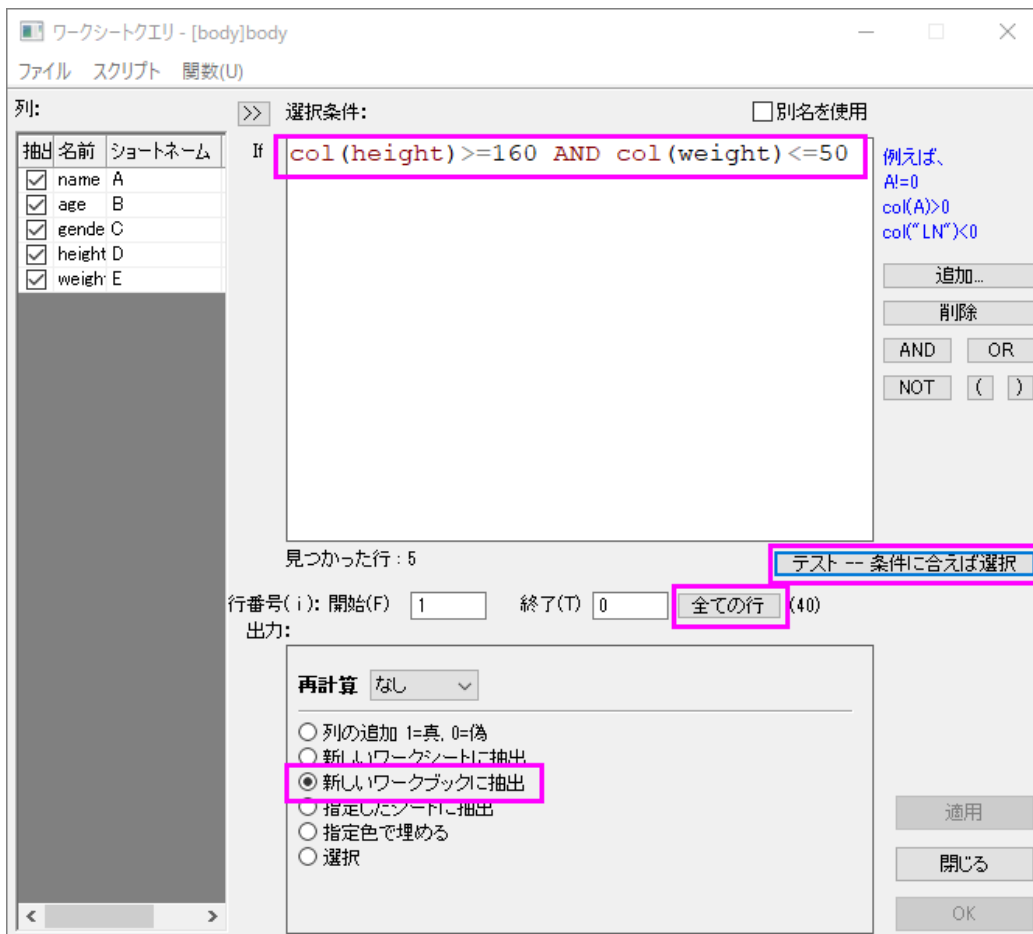 ワークシートクエリ - [body]body
ファイル スクリプト 関数(U)
列:
>> 選択条件: 別名を使用
抽出 名前 ショートネーム
name A
age B
gende C
height D
weigh E
If col(height)>=160 AND col(weight)<=50
例えば、
A!=0
col(A)>0
col("LN")<0
追加...
削除
AND OR
NOT ( )
見つかった行 : 5
テスト -- 条件に合えば選択
行番号( i ): 開始(F) 1 終了(T) 0 全ての行 (40)
出力:
再計算 なし
列の追加 1=真, 0=偽
新しいワークシートに抽出
新しいワークブックに抽出
指定したシートに抽出
指定色で埋める
選択
適用
閉じる
OK